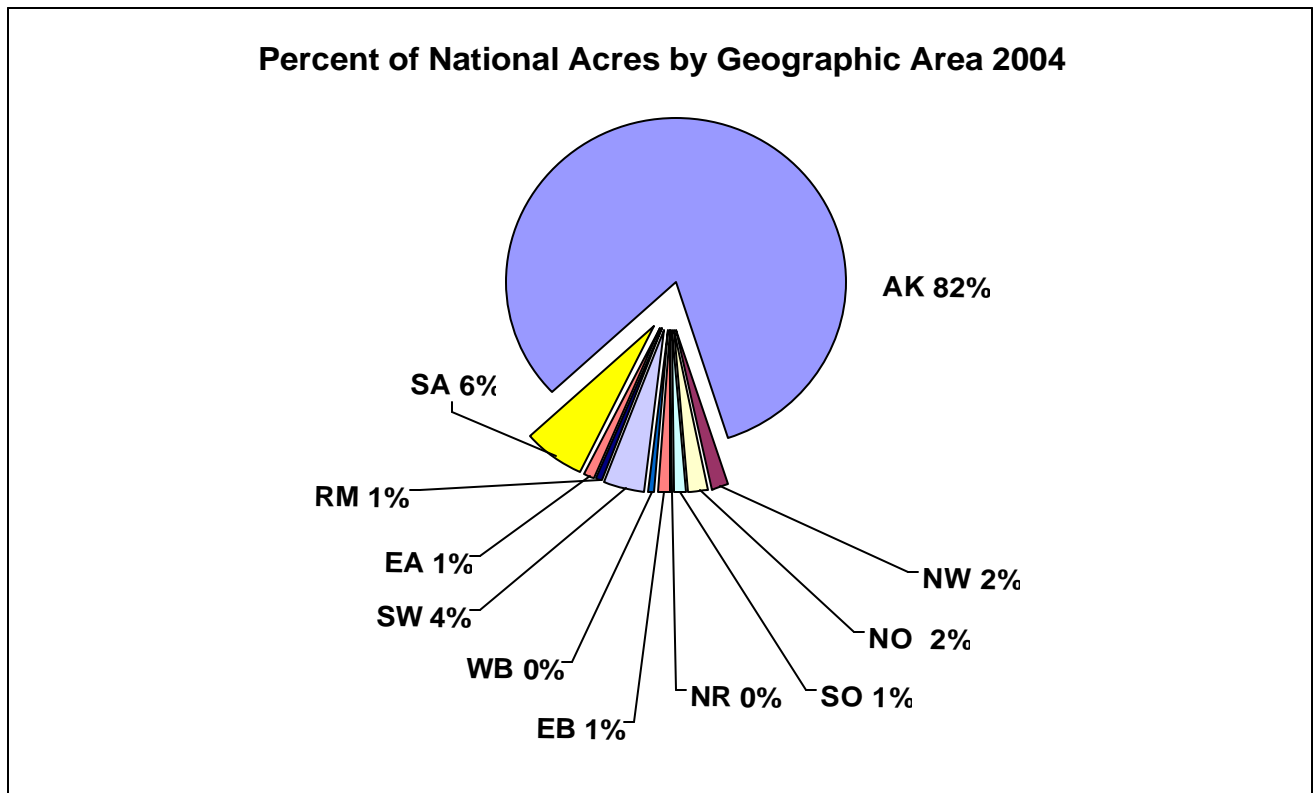 Percent of National Acres by Geographic Area 2004
AK 82%
SA 6%
RM 1%
EA 1%
NW 2%
SW 4%
NO 2%
WB 0%
NR 0%
SO 1%
EB 1%